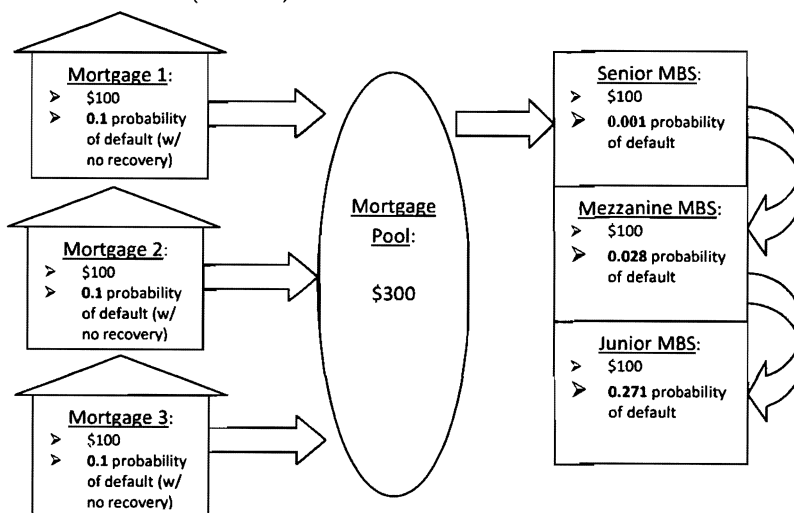 Mortgage 1:
➢ $100
➢ 0.1 probability
of default (w/
no recovery)
Mortgage 2:
➢ $100
➢ 0.1 probability
of default (w/
no recovery)
Mortgage 3:
➢ $100
➢ 0.1 probability
of default (w/
no recovery)
Mortgage
Pool:
$300
Senior MBS:
➢ $100
➢ 0.001 probability
of default
Mezzanine MBS:
➢ $100
➢ 0.028 probability
of default
Junior MBS:
➢ $100
➢ 0.271 probability
of default